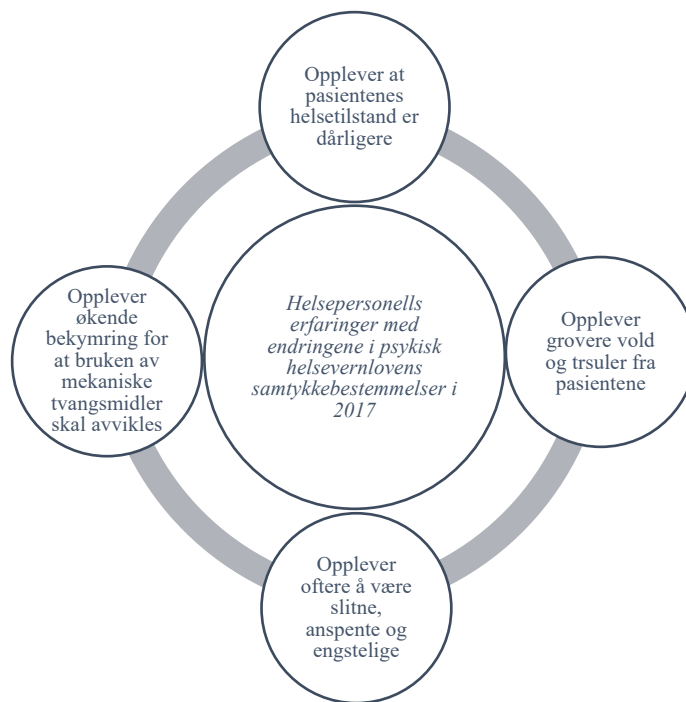 Opplever at
pasientenes
helsetilstand er
dårligere
Helsepersonells
erfaringer med
endringene i psykisk
helsevernlovens
samtykkebestemmelser i
2017
Opplever
grovere vold
og trsuler fra
pasientene
Opplever
oftere å være
slitne,
anspente og
engstelige
Opplever
økende
bekymring for
at bruken av
mekaniske
tvangsmidler
skal avvikles